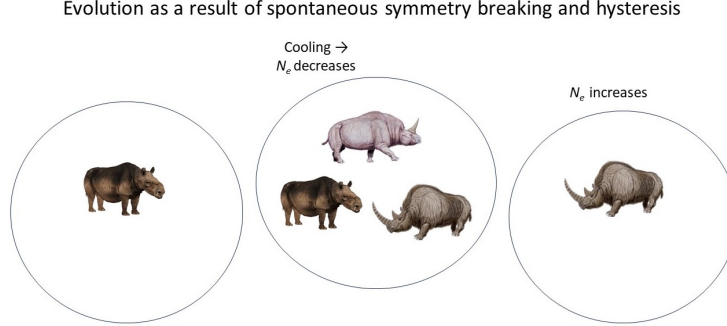 Evolution as a result of spontaneous symmetry breaking and hysteresis
Cooling →
Nₑ decreases
Nₑ increases